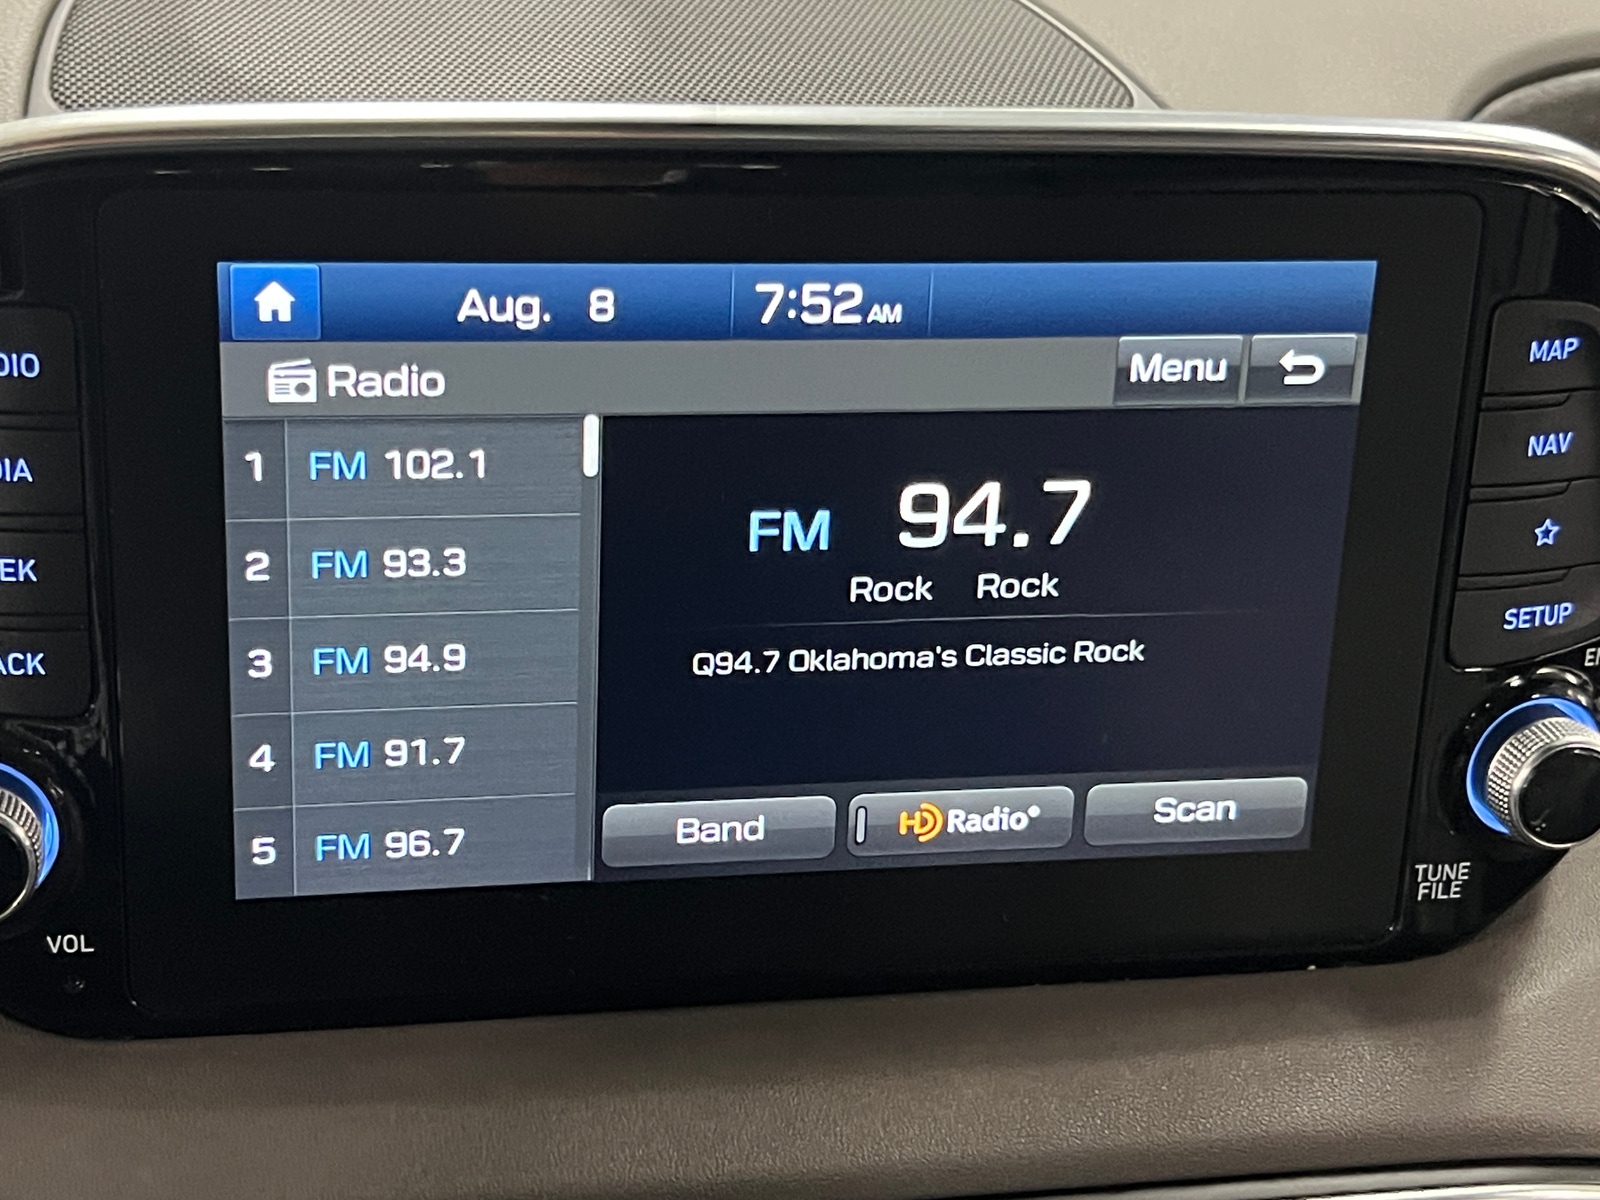 Aug. 8 7:52 AM
Radio Menu
1 FM 102.1
2 FM 93.3
3 FM 94.9
4 FM 91.7
5 FM 96.7
FM 94.7
Rock Rock
Q94.7 Oklahoma's Classic Rock
Band HD Radio® Scan
VOL
MAP
NAV
SETUP
TUNE
FILE